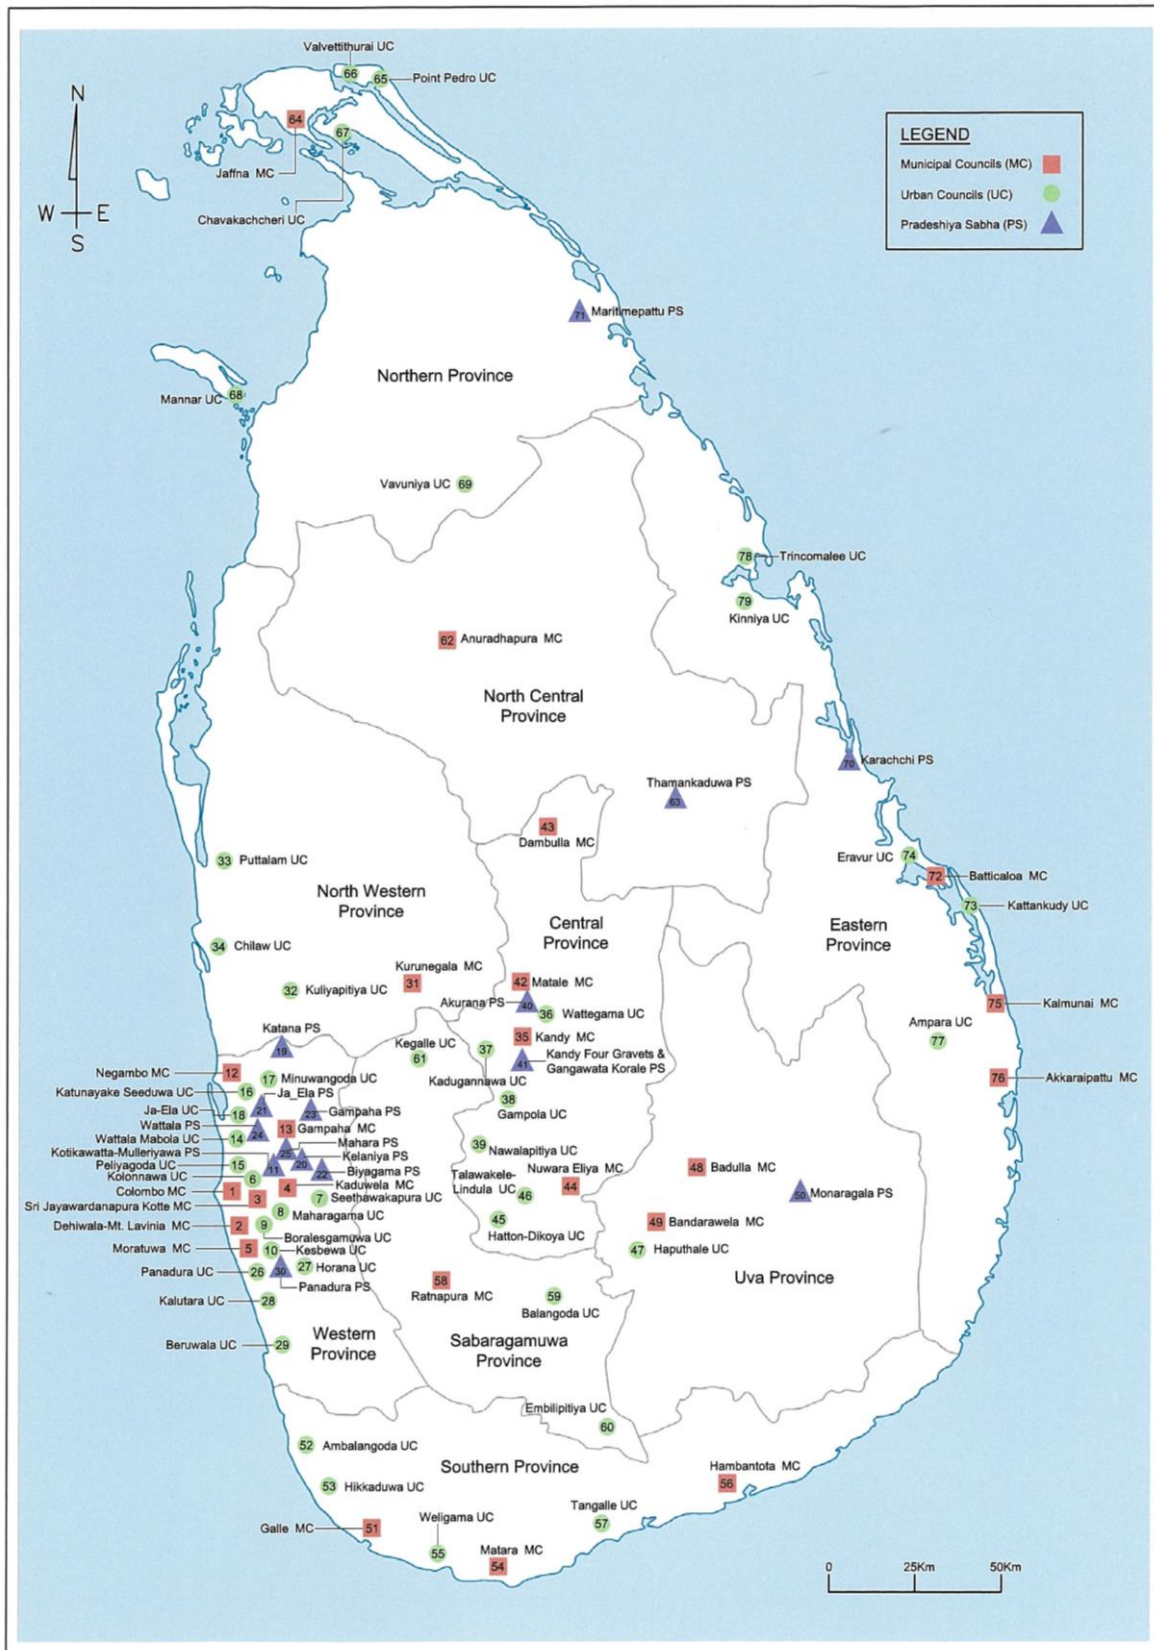 Valvettithurai UC
66
65
Point Pedro UC
N
W
E
S
64
67
Jaffna MC
Chavakachcheri UC
LEGEND
Municipal Councils (MC)
Urban Councils (UC)
Pradeshiya Sabha (PS)
71
Maritimepattu PS
Northern Province
Mannar UC
68
Vavuniya UC
69
78
Trincomalee UC
79
Kinniya UC
62
Anuradhapura MC
North Central
Province
70
Karachchi PS
Thamankaduwa PS
63
43
Dambulla MC
33
Puttalam UC
Eravur UC
74
72
Batticaloa MC
North Western
Province
73
Kattankudy UC
Central
Province
Eastern
Province
34
Chilaw UC
Kurunegala MC
31
32
Kuliyapitiya UC
42
Matale MC
Akurana PS
40
36
Wattegama UC
75
Kalmunai MC
Katana PS
19
Kegalle UC
61
37
Kadugannawa UC
35
Kandy MC
41
Kandy Four Gravets &
Gangawata Korale PS
Ampara UC
77
Negambo MC
12
17
Minuwangoda UC
76
Akkaraipattu MC
Katunayake Seeduwa UC
16
Ja_Ela PS
21
38
Gampola UC
Ja-Ela UC
18
23
Gampaha PS
Wattala PS
24
13
Gampaha MC
Wattala Mabola UC
14
25
Mahara PS
39
Nawalapitiya UC
Kotikawatta-Mulleriyawa PS
11
20
Kelaniya PS
Peliyagoda UC
15
22
Biyagama PS
Kolonnawa UC
6
4
Kaduwela MC
Colombo MC
1
7
Seethawakapura UC
Sri Jayawardanapura Kotte MC
3
8
Maharagama UC
Talawakele-
Lindula UC
46
Nuwara Eliya MC
44
48
Badulla MC
50
Monaragala PS
Dehiwala-Mt. Lavinia MC
2
9
Boralesgamuwa UC
45
Hatton-Dikoya UC
49
Bandarawela MC
Moratuwa MC
5
10
Kesbewa UC
47
Haputhale UC
Panadura UC
26
30
Panadura PS
27
Horana UC
58
Ratnapura MC
Uva Province
Kalutara UC
28
59
Balangoda UC
Beruwala UC
29
Western
Province
Sabaragamuwa
Province
Embilipitiya UC
60
52
Ambalangoda UC
Southern Province
Hambantota MC
56
53
Hikkaduwa UC
Galle MC
51
Weligama UC
55
Tangalle UC
57
Matara MC
54
0
25Km
50Km